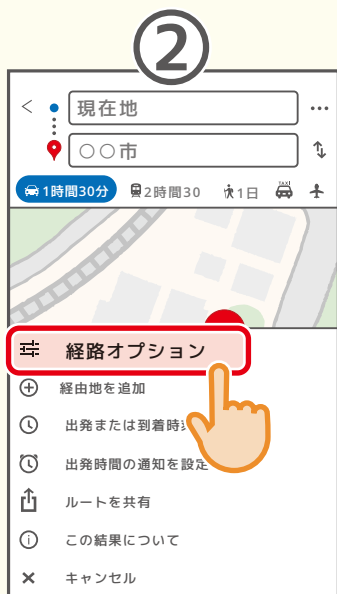 ②
現在地
○○市
1時間30分 2時間30 1日 TAXI
経路オプション
経由地を追加
出発または到着時
出発時間の通知を設定
ルートを共有
この結果について
キャンセル